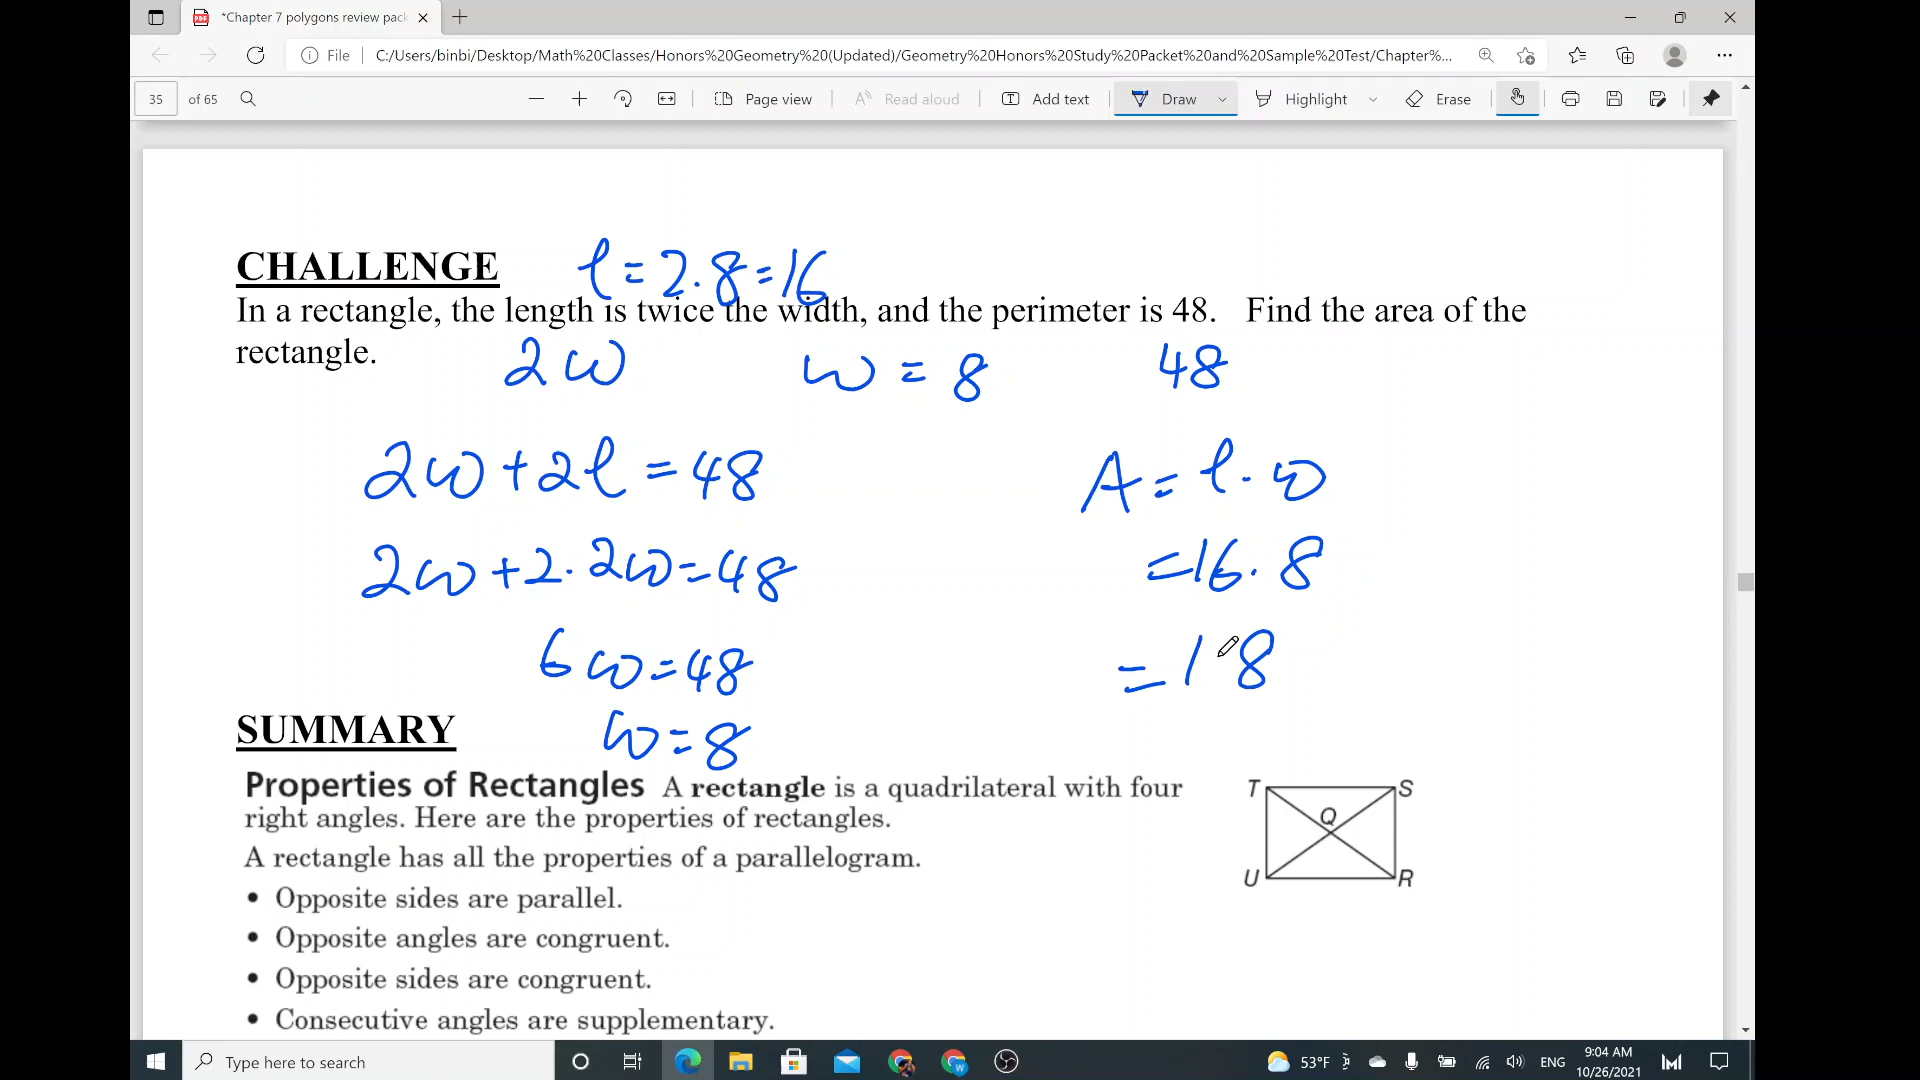 *Chapter 7 polygons review pac
File C:/Users/binbi/Desktop/Math%20Classes/Honors%20Geometry%20(Updated)/Geometry%20Honors%20Study%20Packet%20and%20Sample%20Test/Chapter%...
35 of 65 Page view Read aloud Add text Draw Highlight Erase
CHALLENGE l = 2.8 = 16
In a rectangle, the length is twice the width, and the perimeter is 48. Find the area of the
rectangle.
2w w = 8 48
2w + 2l = 48 A = l · w
2w + 2 · 2w = 48 = 16 · 8
6w = 48 = 1 8
SUMMARY
w = 8
Properties of Rectangles A rectangle is a quadrilateral with four
right angles. Here are the properties of rectangles.
A rectangle has all the properties of a parallelogram.
• Opposite sides are parallel.
• Opposite angles are congruent.
• Opposite sides are congruent.
• Consecutive angles are supplementary.
T S
Q
U R
Type here to search 53°F ENG 9:04 AM
10/26/2021